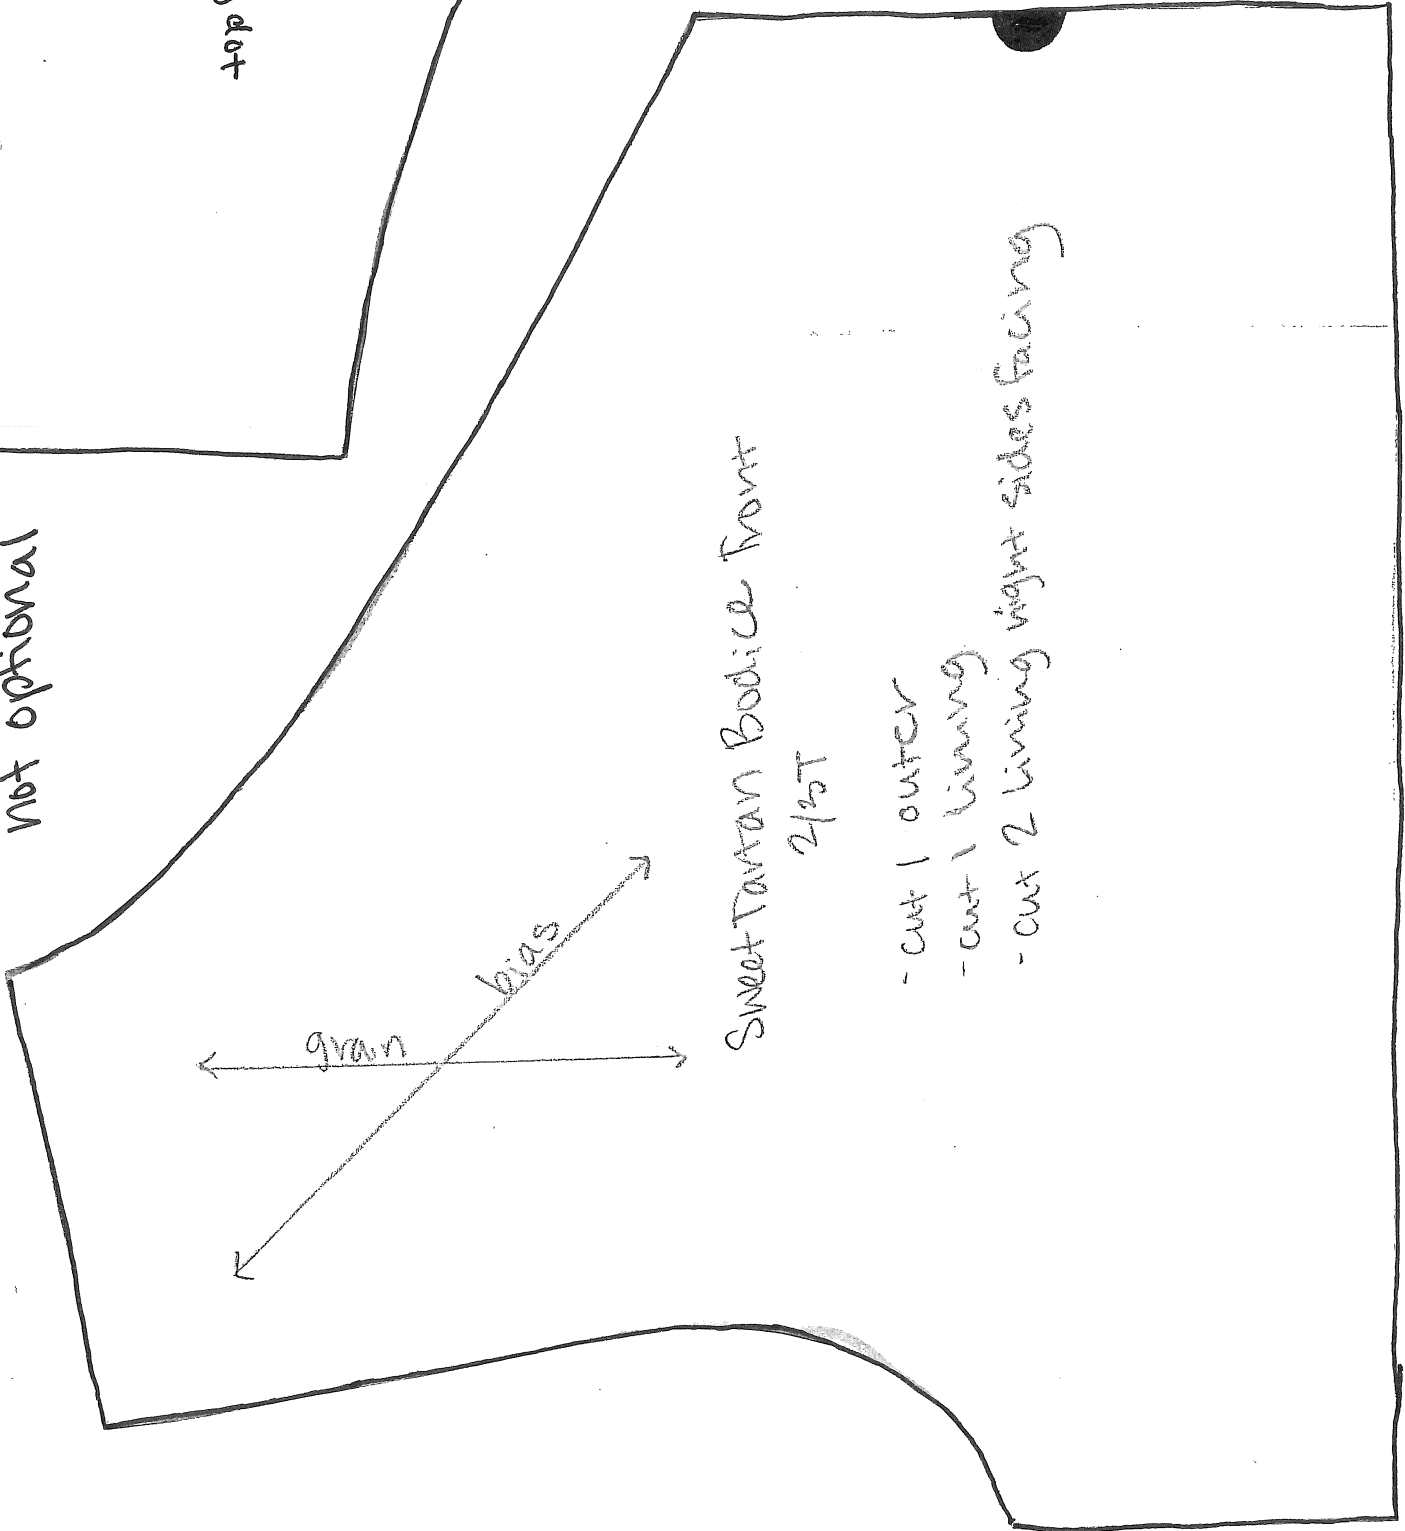 not optional
grain
bias
Sweet Tartan Bodice Front
2/3T
- cut 1 outer
- cut 1 lining
- cut 2 lining right sides facing